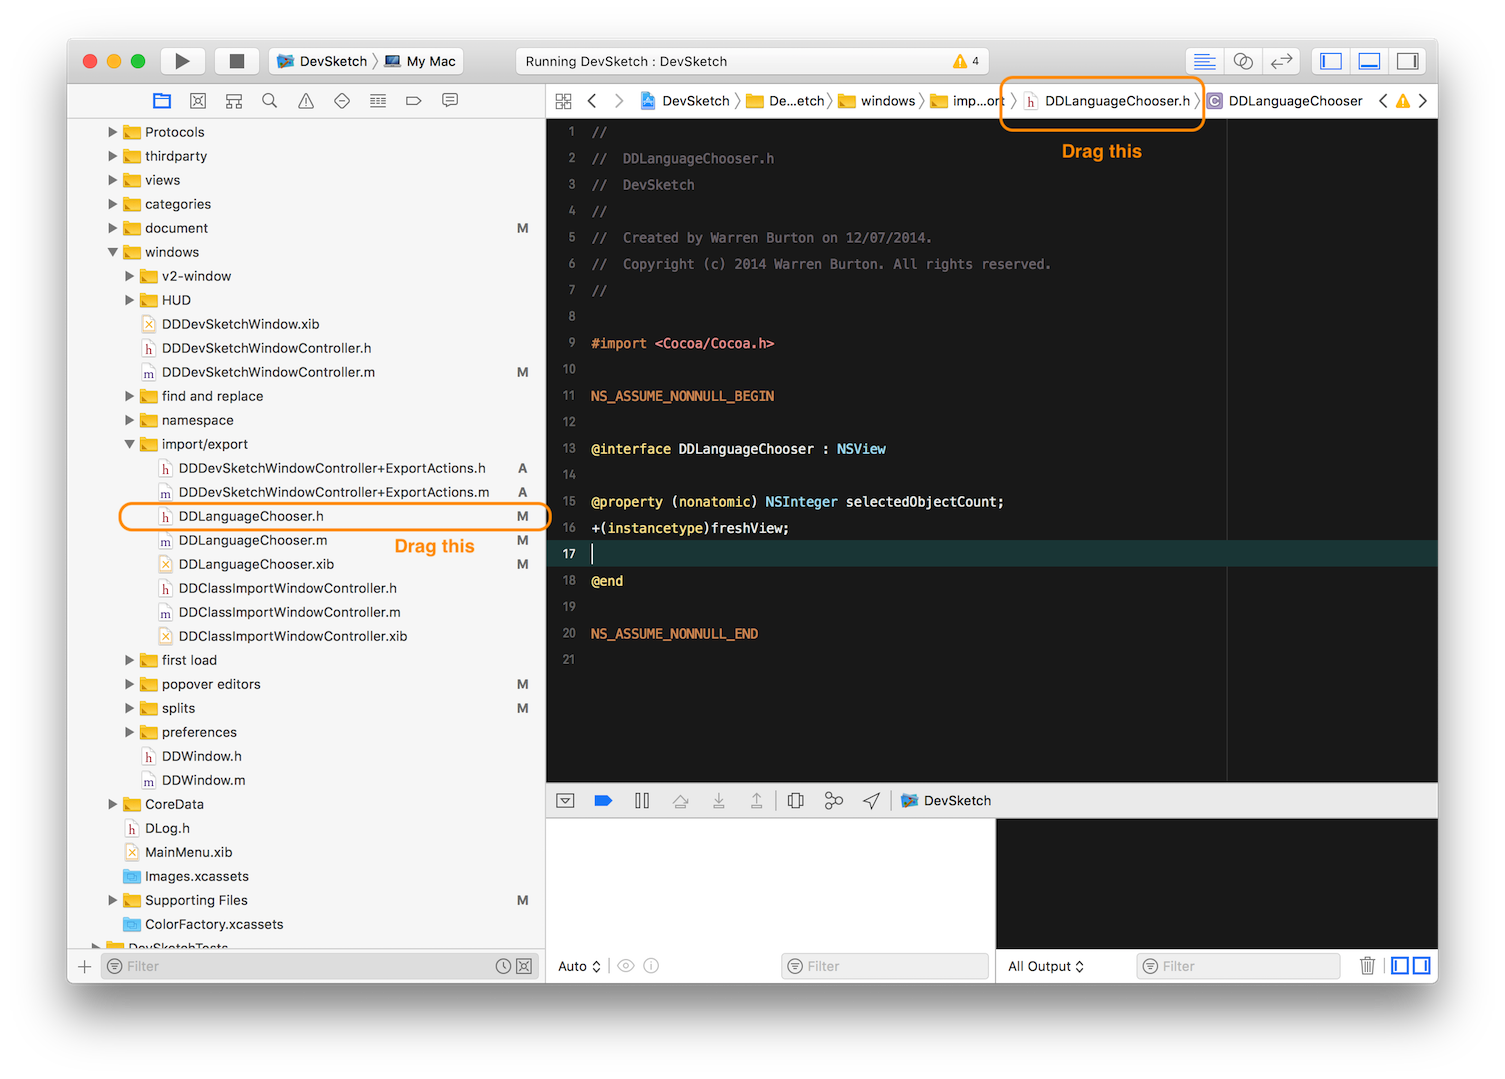 DevSketch My Mac
Running DevSketch : DevSketch
4
DevSketch De...etch windows imp...ort DDLanguageChooser.h C DDLanguageChooser
Drag this
Protocols
thirdparty
views
categories
document M
windows
v2-window
HUD
DDDevSketchWindow.xib
h DDDevSketchWindowController.h
m DDDevSketchWindowController.m M
find and replace
namespace
import/export
h DDDevSketchWindowController+ExportActions.h A
m DDDevSketchWindowController+ExportActions.m A
h DDLanguageChooser.h M
m DDLanguageChooser.m M
Drag this
DDLanguageChooser.xib M
h DDClassImportWindowController.h
m DDClassImportWindowController.m
DDClassImportWindowController.xib
first load
popover editors M
splits M
preferences
h DDWindow.h
m DDWindow.m
CoreData
h DLog.h
MainMenu.xib
Images.xcassets
Supporting Files M
ColorFactory.xcassets
DevSketchTests
Filter
1 //
2 // DDLanguageChooser.h
3 // DevSketch
4 //
5 // Created by Warren Burton on 12/07/2014.
6 // Copyright (c) 2014 Warren Burton. All rights reserved.
7 //
8
9 #import <Cocoa/Cocoa.h>
10
11 NS_ASSUME_NONNULL_BEGIN
12
13 @interface DDLanguageChooser : NSView
14
15 @property (nonatomic) NSInteger selectedObjectCount;
16 +(instancetype)freshView;
17
18 @end
19
20 NS_ASSUME_NONNULL_END
21
DevSketch
Auto
Filter
All Output
Filter